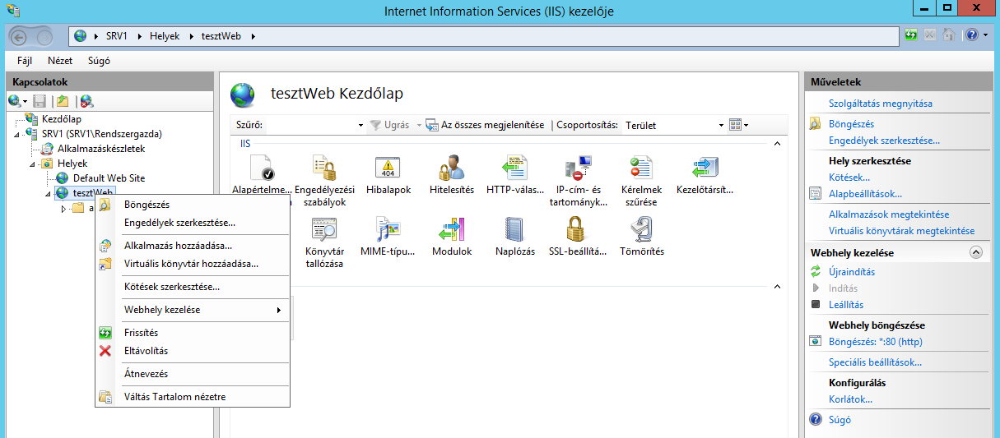 Internet Information Services (IIS) kezelője
SRV1 Helyek tesztWeb
Fájl Nézet Súgó
Kapcsolatok
Kezdőlap
SRV1 (SRV1\Rendszergazda)
Alkalmazáskészletek
Helyek
Default Web Site
tesztWeb
a
Böngészés
Engedélyek szerkesztése...
Alkalmazás hozzáadása...
Virtuális könyvtár hozzáadása...
Kötések szerkesztése...
Webhely kezelése
Frissítés
Eltávolítás
Átnevezés
Váltás Tartalom nézetre
tesztWeb Kezdőlap
Szűrő: Ugrás Az összes megjelenítése Csoportosítás: Terület
IIS
404
Alapértelme... Engedélyezési szabályok Hibalapok Hitelesítés HTTP-válas... IP-cím- és tartományk... Kérelmek szűrése Kezelőtársít...
Könyvtár tallózása MIME-típu... Modulok Naplózás SSL-beállítá... Tömörítés
Műveletek
Szolgáltatás megnyitása
Böngészés
Engedélyek szerkesztése...
Hely szerkesztése
Kötések...
Alapbeállítások...
Alkalmazások megtekintése
Virtuális könyvtárak megtekintése
Webhely kezelése
Újraindítás
Indítás
Leállítás
Webhely böngészése
Böngészés: *:80 (http)
Speciális beállítások...
Konfigurálás
Korlátok...
Súgó